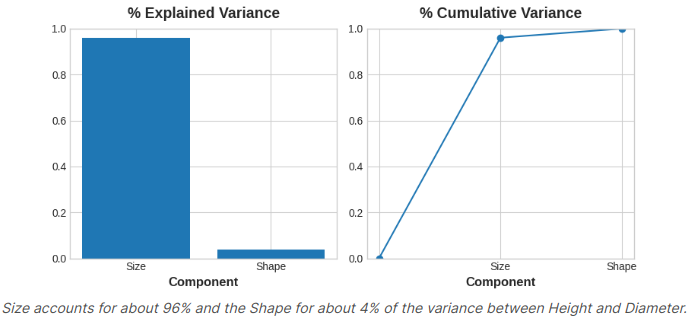 % Explained Variance
% Cumulative Variance
1.0
0.8
0.6
0.4
0.2
0.0
Size
Shape
Component
1.0
0.8
0.6
0.4
0.2
0.0
Size
Shape
Component
Size accounts for about 96% and the Shape for about 4% of the variance between Height and Diameter.